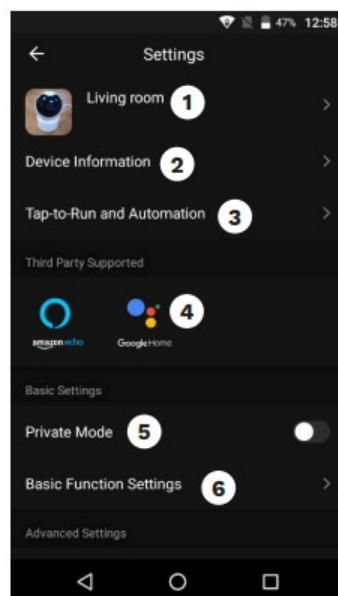 47% 12:58
Settings
Living room 1
Device Information 2
Tap-to-Run and Automation 3
Third Party Supported
4
amazon echo Google Home
Basic Settings
Private Mode 5
Basic Function Settings 6
Advanced Settings